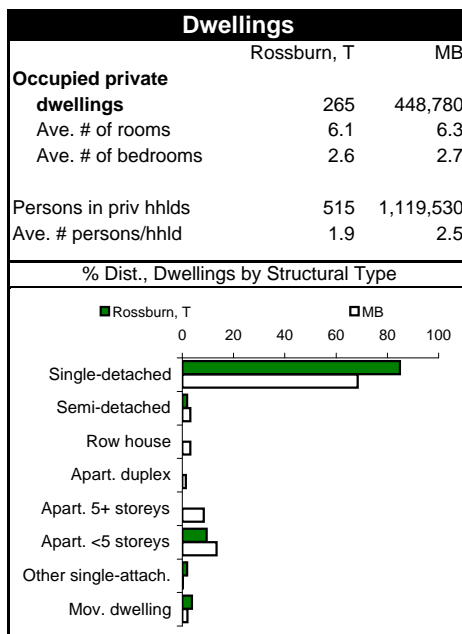 Dwellings
Rossburn, T MB
Occupied private
dwellings 265 448,780
Ave. # of rooms 6.1 6.3
Ave. # of bedrooms 2.6 2.7
Persons in priv hhlds 515 1,119,530
Ave. # persons/hhld 1.9 2.5
% Dist., Dwellings by Structural Type
Rossburn, T MB
0 20 40 60 80 100
Single-detached
Semi-detached
Row house
Apart. duplex
Apart. 5+ storeys
Apart. <5 storeys
Other single-attach.
Mov. dwelling